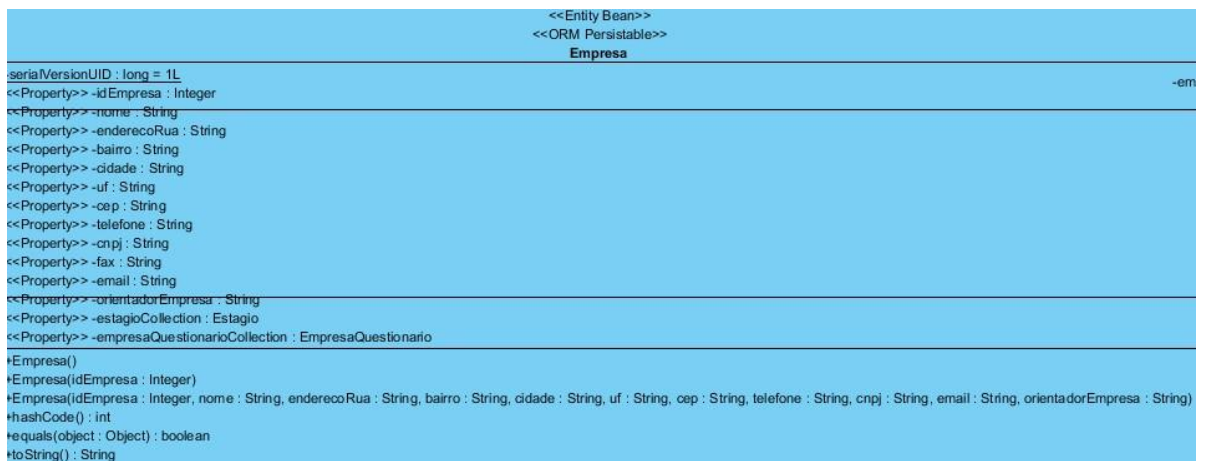 <<Entity Bean>>
<<ORM Persistable>>
Empresa
-serialVersionUID : long = 1L
-em
<<Property>> -idEmpresa : Integer
<<Property>> -nome : String
<<Property>> -enderecoRua : String
<<Property>> -bairro : String
<<Property>> -cidade : String
<<Property>> -uf : String
<<Property>> -cep : String
<<Property>> -telefone : String
<<Property>> -cnpj : String
<<Property>> -fax : String
<<Property>> -email : String
<<Property>> -orientadorEmpresa : String
<<Property>> -estagioCollection : Estagio
<<Property>> -empresaQuestionarioCollection : EmpresaQuestionario
+Empresa()
+Empresa(idEmpresa : Integer)
+Empresa(idEmpresa : Integer, nome : String, enderecoRua : String, bairro : String, cidade : String, uf : String, cep : String, telefone : String, cnpj : String, email : String, orientadorEmpresa : String)
+hashCode() : int
+equals(object : Object) : boolean
+toString() : String